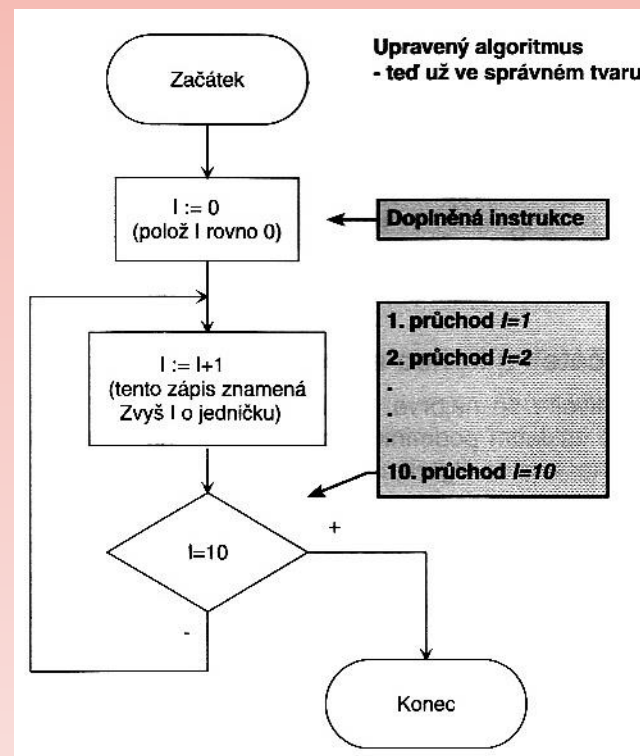 Upravený algoritmus
- teď už ve správném tvaru
Začátek
I := 0
(polož I rovno 0)
Doplněná instrukce
I := I+1
(tento zápis znamená
Zvyš I o jedničku)
1. průchod I=1
2. průchod I=2
.
.
.
10. průchod I=10
I=10
+
-
Konec